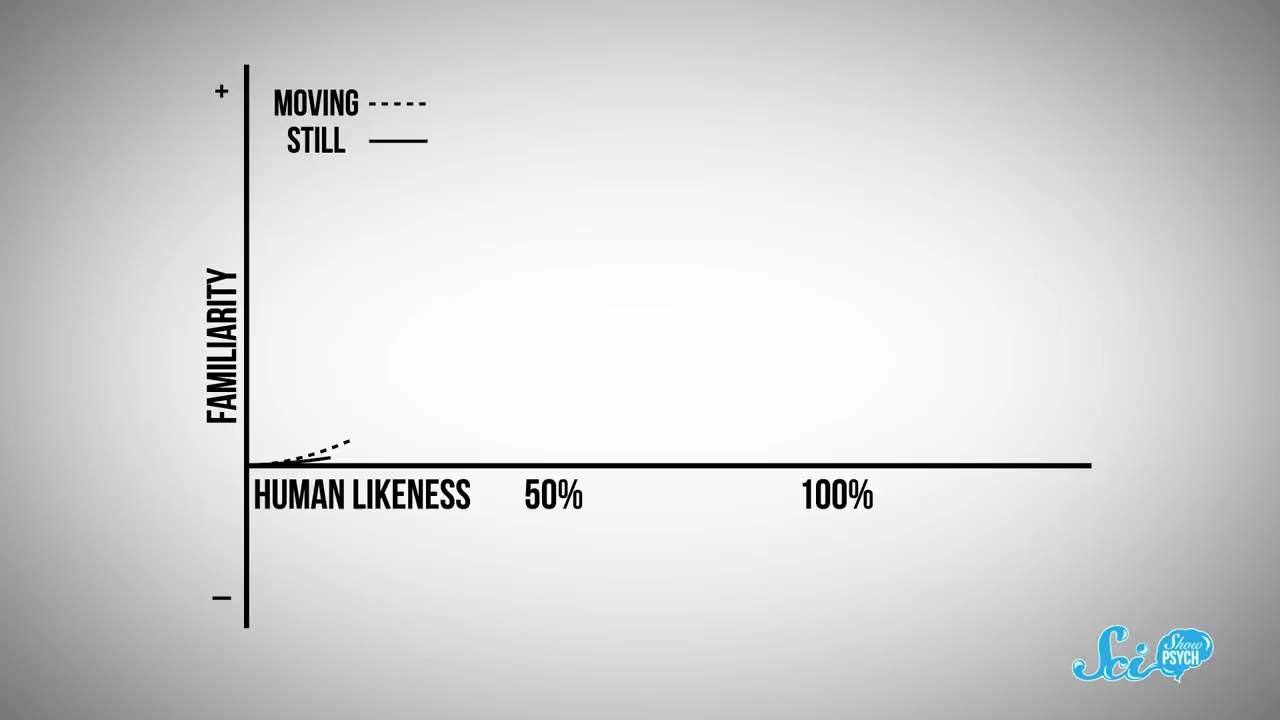 +
MOVING
STILL
FAMILIARITY
HUMAN LIKENESS 50% 100%
–
Sci Show
PSYCH